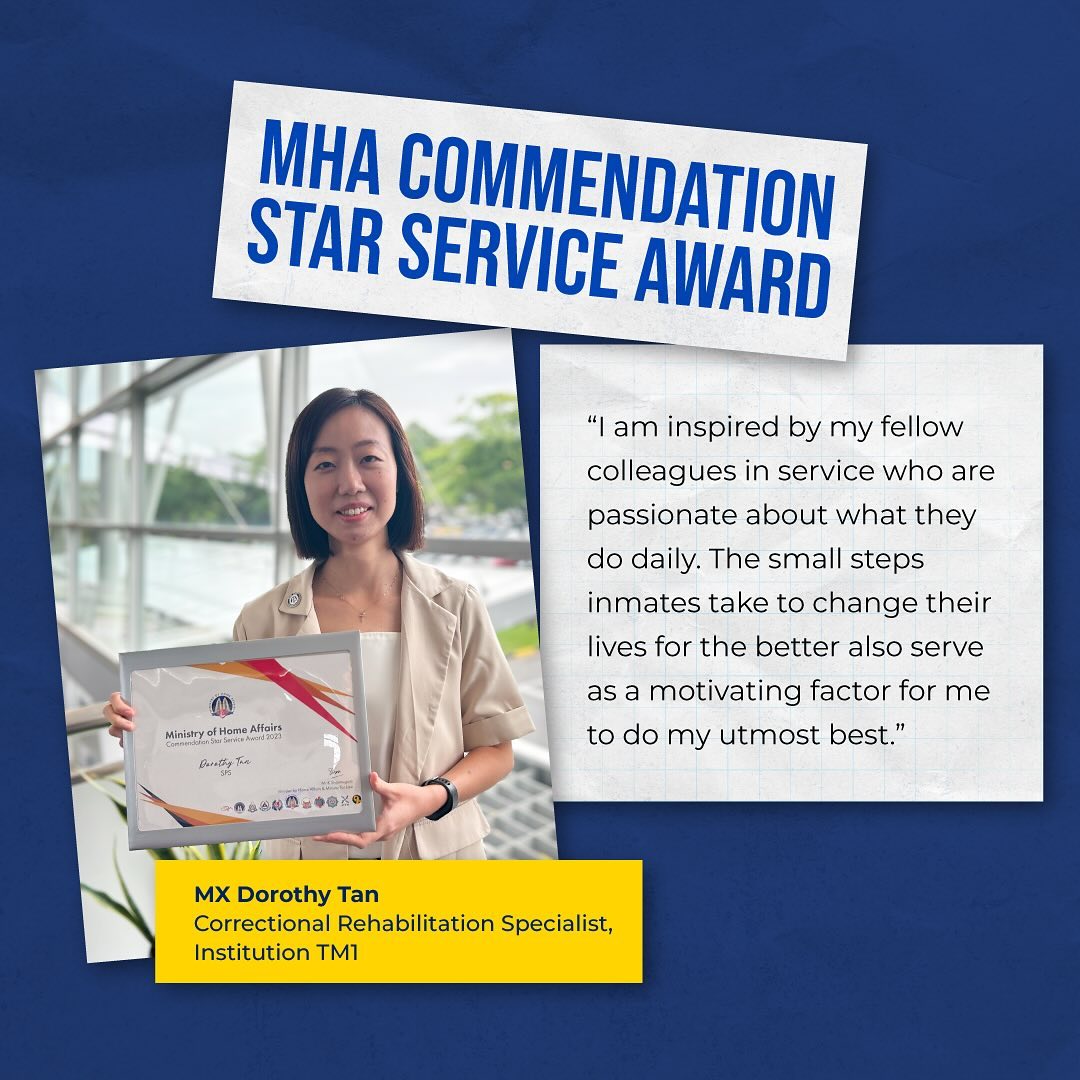 MHA COMMENDATION
STAR SERVICE AWARD
“I am inspired by my fellow
colleagues in service who are
passionate about what they
do daily. The small steps
inmates take to change their
lives for the better also serve
as a motivating factor for me
to do my utmost best.”
Ministry of Home Affairs
Commendation Star Service Award 2023
Dorothy Tan
SPS
MX Dorothy Tan
Correctional Rehabilitation Specialist,
Institution TM1